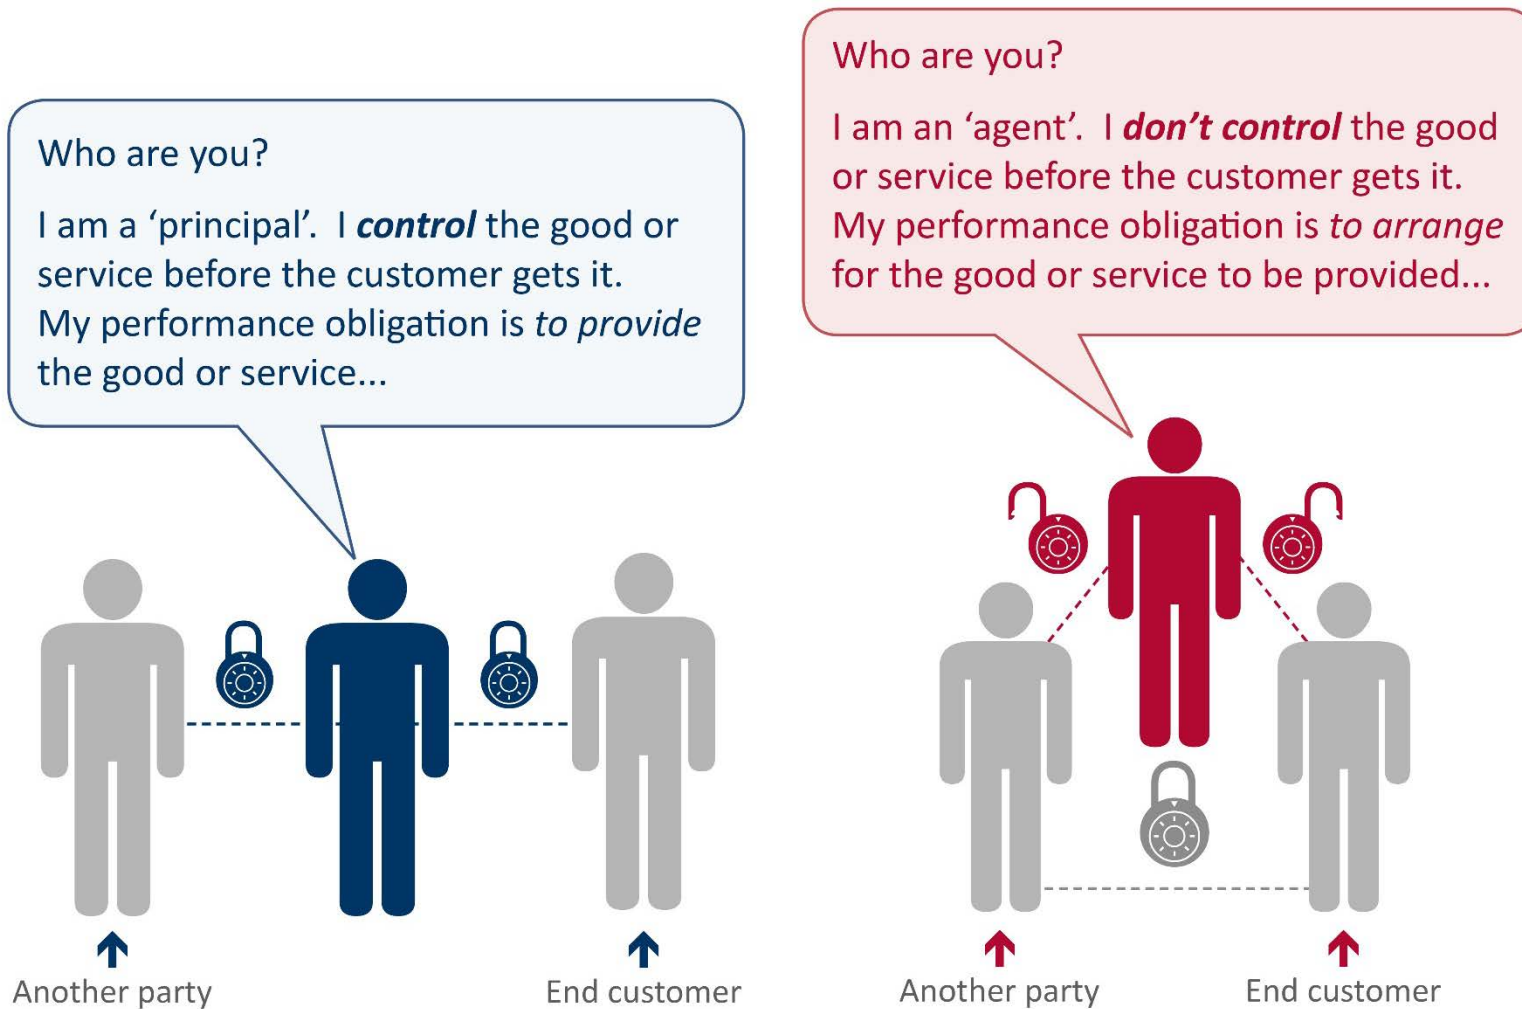 Who are you?
I am a ‘principal’.  I control the good or
service before the customer gets it.
My performance obligation is to provide
the good or service...
Another party
End customer
Who are you?
I am an ‘agent’.  I don’t control the good
or service before the customer gets it.
My performance obligation is to arrange
for the good or service to be provided...
Another party
End customer